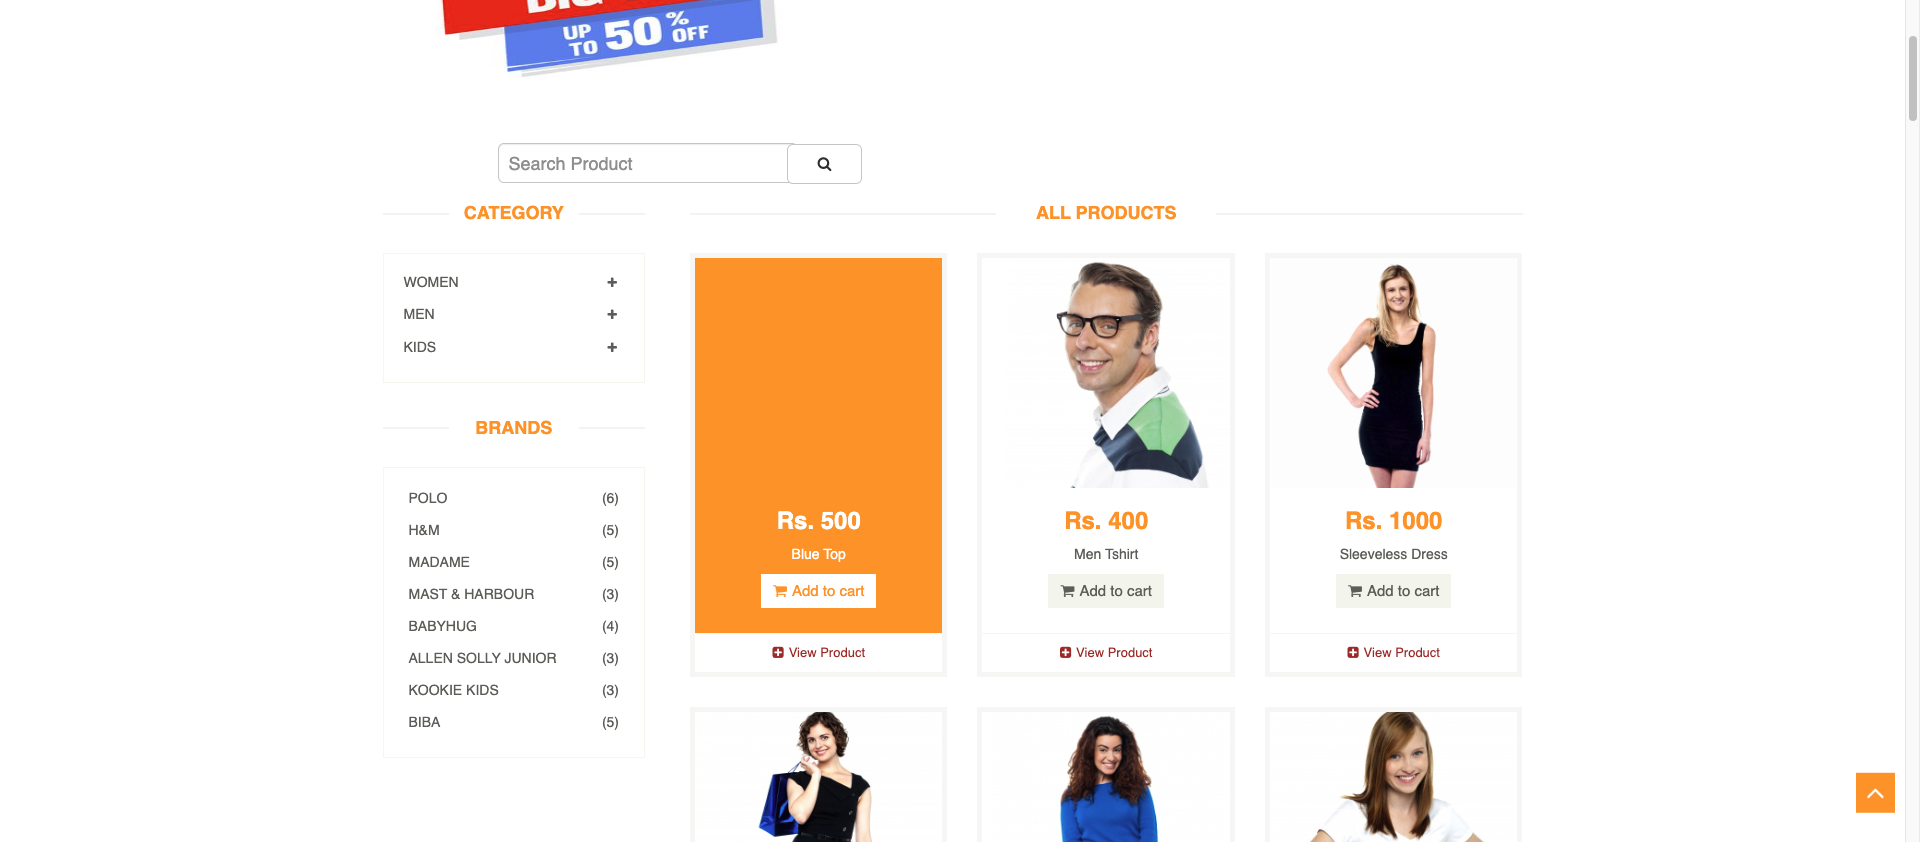 UP TO 50% OFF
Search Product
CATEGORY
WOMEN
MEN
KIDS
BRANDS
POLO (6)
H&M (5)
MADAME (5)
MAST & HARBOUR (3)
BABYHUG (4)
ALLEN SOLLY JUNIOR (3)
KOOKIE KIDS (3)
BIBA (5)
ALL PRODUCTS
Rs. 500
Blue Top
Add to cart
View Product
Rs. 400
Men Tshirt
Add to cart
View Product
Rs. 1000
Sleeveless Dress
Add to cart
View Product